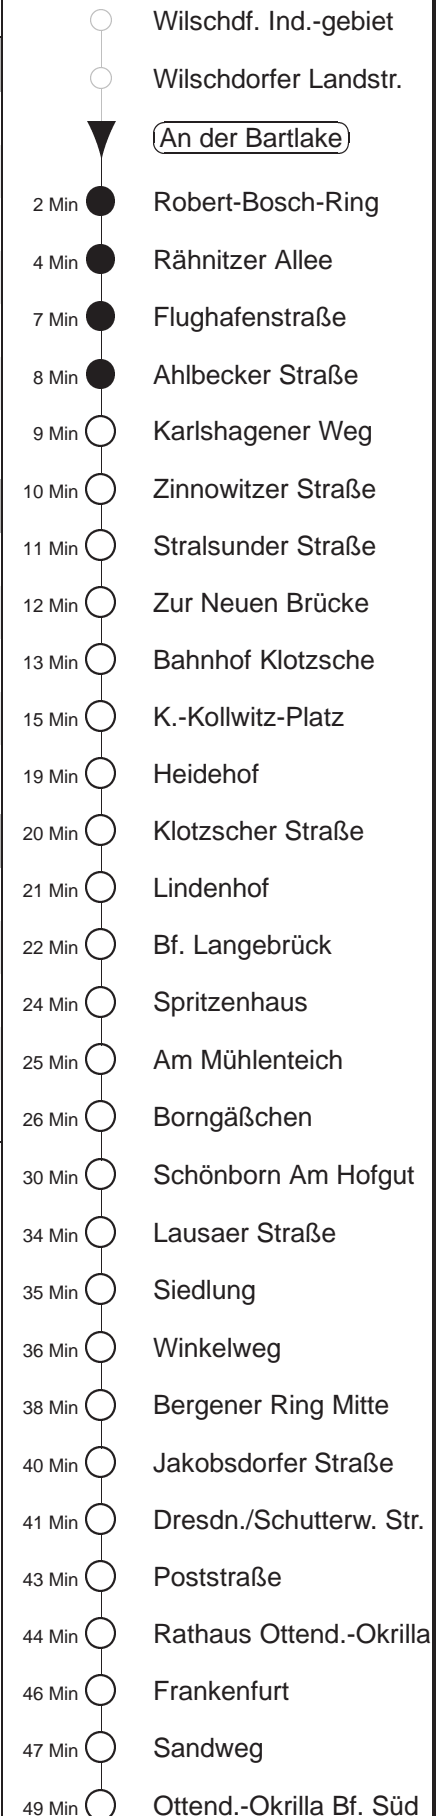 Wilschdf. Ind.-gebiet
Wilschdorfer Landstr.
An der Bartlake
2 Min Robert-Bosch-Ring
4 Min Rähnitzer Allee
7 Min Flughafenstraße
8 Min Ahlbecker Straße
9 Min Karlshagener Weg
10 Min Zinnowitzer Straße
11 Min Stralsunder Straße
12 Min Zur Neuen Brücke
13 Min Bahnhof Klotzsche
15 Min K.-Kollwitz-Platz
19 Min Heidehof
20 Min Klotzscher Straße
21 Min Lindenhof
22 Min Bf. Langebrück
24 Min Spritzenhaus
25 Min Am Mühlenteich
26 Min Borngäßchen
30 Min Schönborn Am Hofgut
34 Min Lausaer Straße
35 Min Siedlung
36 Min Winkelweg
38 Min Bergener Ring Mitte
40 Min Jakobsdorfer Straße
41 Min Dresdn./Schutterw. Str.
43 Min Poststraße
44 Min Rathaus Ottend.-Okrilla
46 Min Frankenfurt
47 Min Sandweg
49 Min Ottend.-Okrilla Bf. Süd